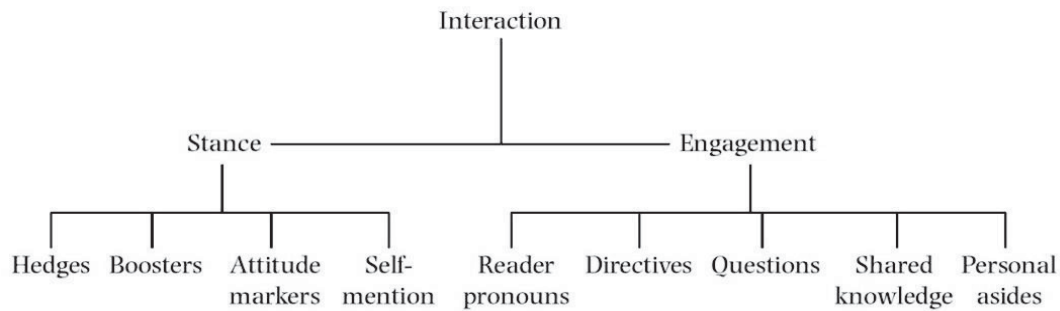 Interaction
Stance
Engagement
Hedges
Boosters
Attitude
markers
Self-
mention
Reader
pronouns
Directives
Questions
Shared
knowledge
Personal
asides